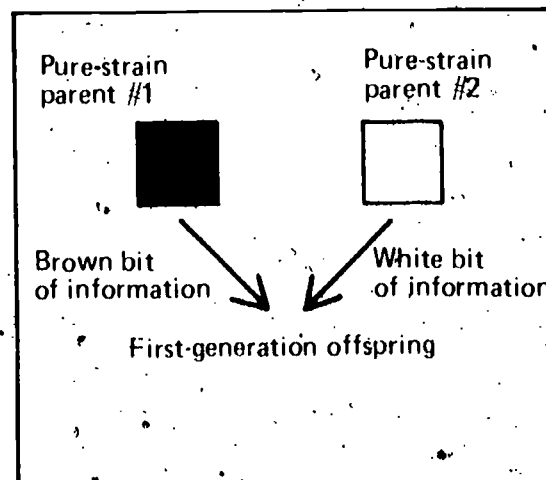 Pure-strain
parent #1
Pure-strain
parent #2
Brown bit
of information
White bit
of information
First-generation offspring